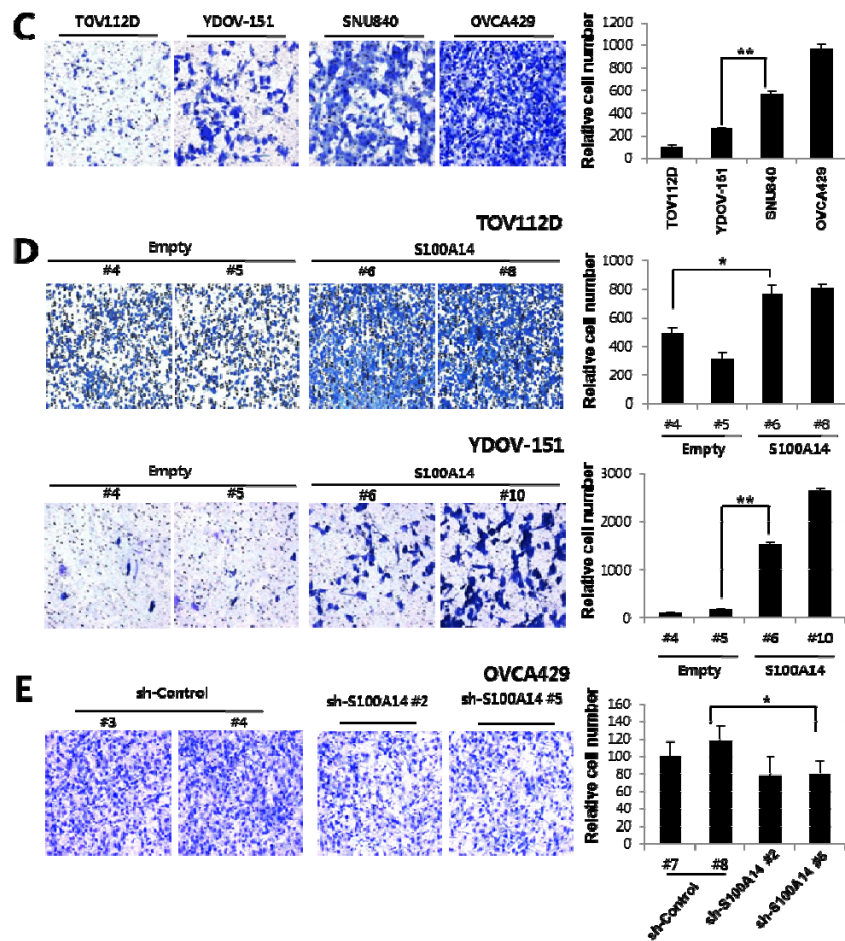 C
TOV112D YDOV-151 SNU840 OVCA429
Relative cell number
1200
1000
800
600
400
200
0
**
TOV112D
YDOV-151
SNU840
OVCA429
D
TOV112D
Empty S100A14
#4 #5 #6 #8
Relative cell number
1000
800
600
400
200
0
*
#4 #5 #6 #8
Empty S100A14
YDOV-151
Empty S100A14
#4 #5 #6 #10
Relative cell number
3000
2000
1000
0
**
#4 #5 #6 #10
Empty S100A14
E
OVCA429
sh-Control sh-S100A14 #2 sh-S100A14 #5
#3 #4
Relative cell number
160
140
120
100
80
60
40
20
0
*
#7 #8
sh-Control
sh-S100A14 #2
sh-S100A14